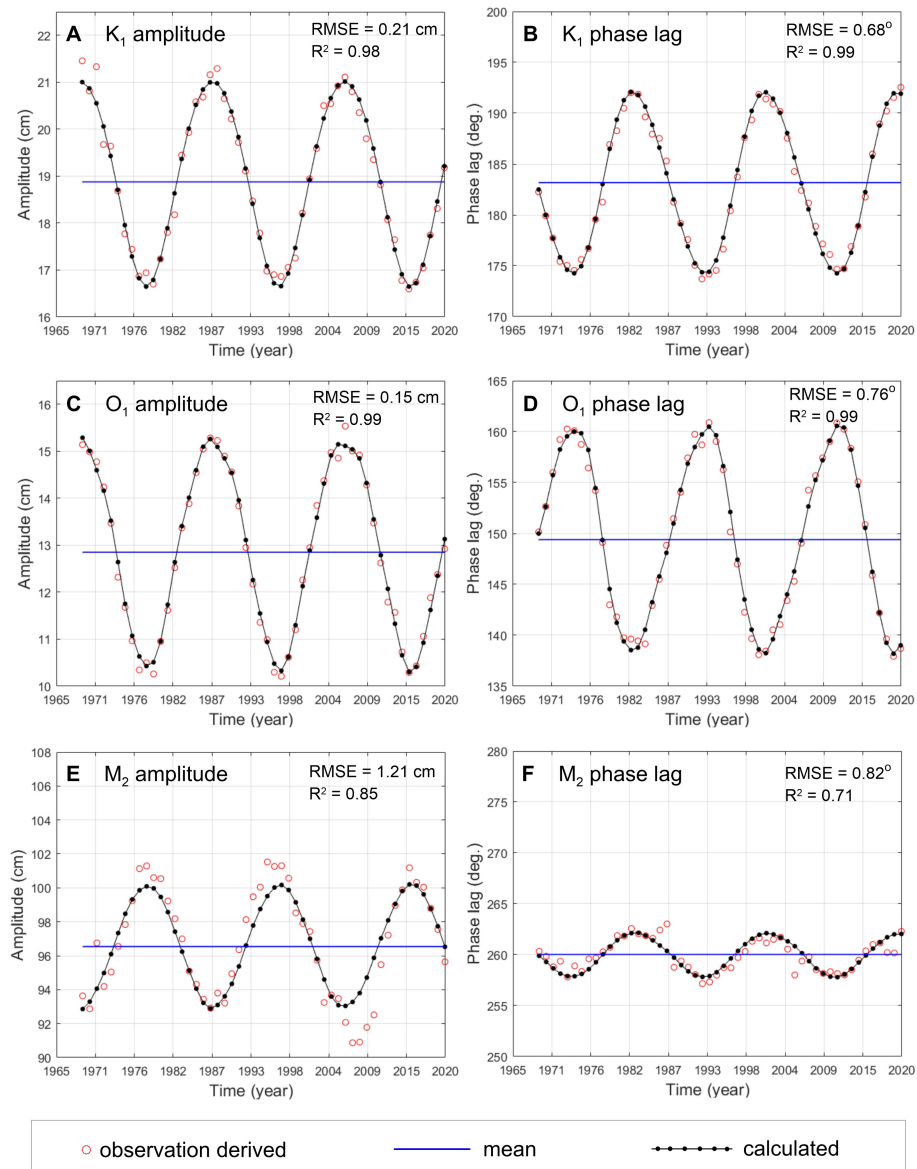 A K₁ amplitude
RMSE = 0.21 cm
R² = 0.98
22
21
20
19
18
17
16
Amplitude (cm)
1965 1971 1976 1982 1987 1993 1998 2004 2009 2015 2020
Time (year)
B K₁ phase lag
RMSE = 0.68°
R² = 0.99
200
195
190
185
180
175
170
Phase lag (deg.)
1965 1971 1976 1982 1987 1993 1998 2004 2009 2015 2020
Time (year)
C O₁ amplitude
RMSE = 0.15 cm
R² = 0.99
16
15
14
13
12
11
10
Amplitude (cm)
1965 1971 1976 1982 1987 1993 1998 2004 2009 2015 2020
Time (year)
D O₁ phase lag
RMSE = 0.76°
R² = 0.99
165
160
155
150
145
140
135
Phase lag (deg.)
1965 1971 1976 1982 1987 1993 1998 2004 2009 2015 2020
Time (year)
E M₂ amplitude
RMSE = 1.21 cm
R² = 0.85
108
106
104
102
100
98
96
94
92
90
Amplitude (cm)
1965 1971 1976 1982 1987 1993 1998 2004 2009 2015 2020
Time (year)
F M₂ phase lag
RMSE = 0.82°
R² = 0.71
280
275
270
265
260
255
250
Phase lag (deg.)
1965 1971 1976 1982 1987 1993 1998 2004 2009 2015 2020
Time (year)
observation derived mean calculated